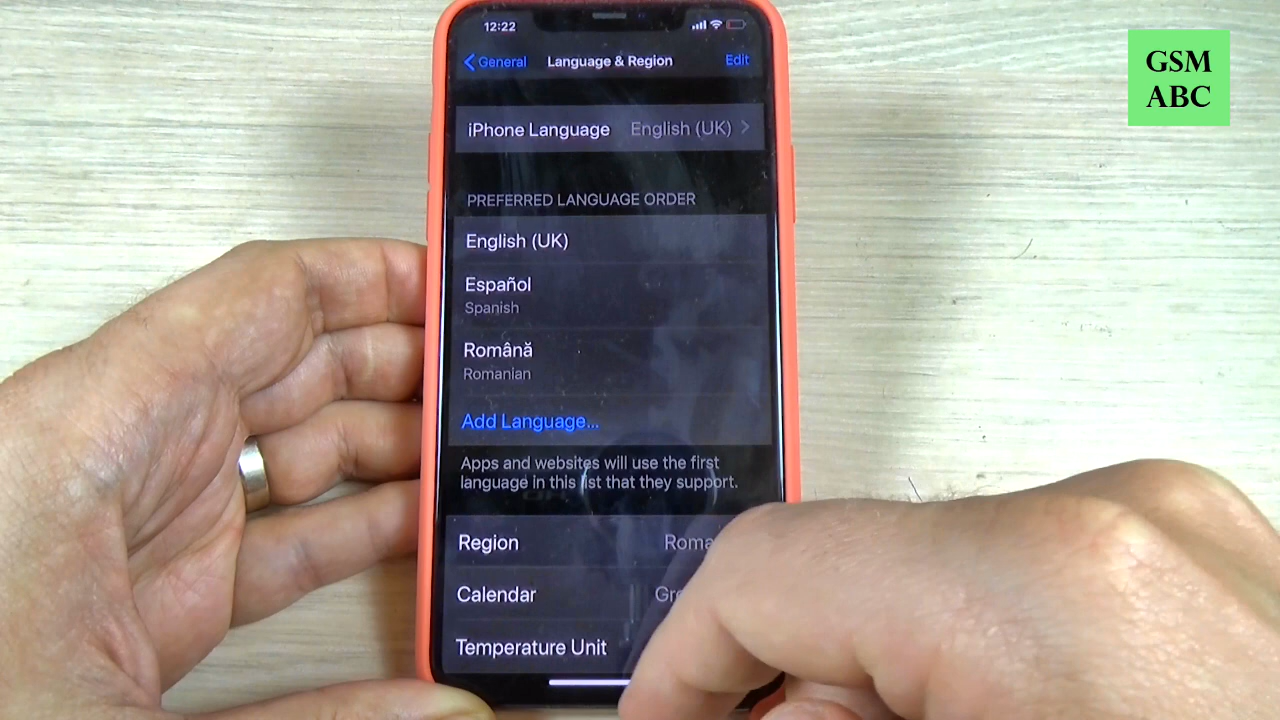 12:22
General Language & Region Edit
iPhone Language English (UK)
PREFERRED LANGUAGE ORDER
English (UK)
Español
Spanish
Română
Romanian
Add Language...
Apps and websites will use the first
language in this list that they support.
Region
Calendar
Temperature Unit
GSM
ABC